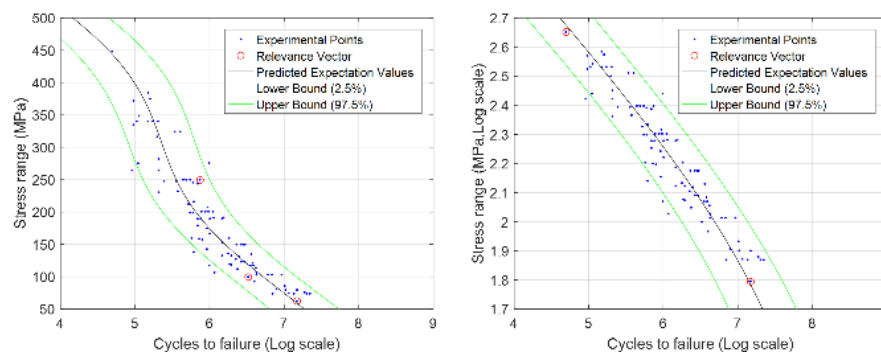 500
450
400
350
300
250
200
150
100
50
4
5
6
7
8
9
Stress range (MPa)
Cycles to failure (Log scale)
Experimental Points
Relevance Vector
Predicted Expectation Values
Lower Bound (2.5%)
Upper Bound (97.5%)
2.7
2.6
2.5
2.4
2.3
2.2
2.1
2
1.9
1.8
1.7
4
5
6
7
8
Stress range (MPa,Log scale)
Cycles to failure (Log scale)
Experimental Points
Relevance Vector
Predicted Expectation Values
Lower Bound (2.5%)
Upper Bound (97.5%)